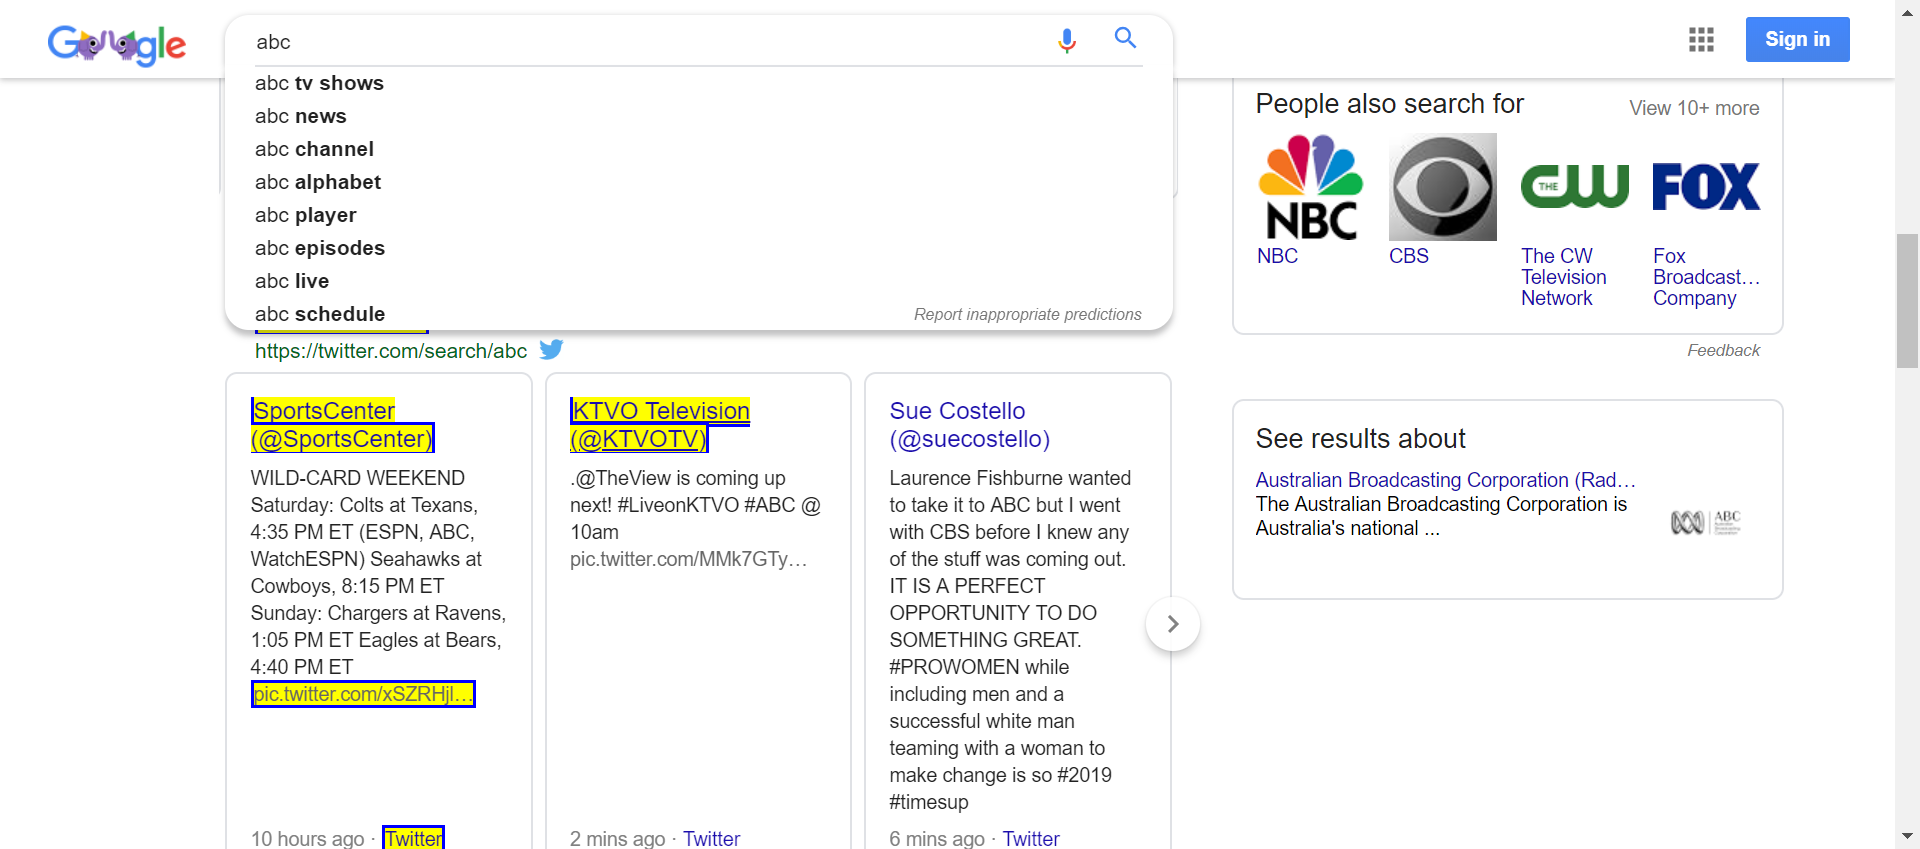 Google
abc
Sign in
abc tv shows
abc news
abc channel
abc alphabet
abc player
abc episodes
abc live
abc schedule
Report inappropriate predictions
https://twitter.com/search/abc
SportsCenter
(@SportsCenter)
WILD-CARD WEEKEND
Saturday: Colts at Texans,
4:35 PM ET (ESPN, ABC,
WatchESPN) Seahawks at
Cowboys, 8:15 PM ET
Sunday: Chargers at Ravens,
1:05 PM ET Eagles at Bears,
4:40 PM ET
pic.twitter.com/xSZRHjl…
10 hours ago · Twitter
KTVO Television
(@KTVOTV)
.@TheView is coming up
next! #LiveonKTVO #ABC @
10am
pic.twitter.com/MMk7GTy…
2 mins ago · Twitter
Sue Costello
(@suecostello)
Laurence Fishburne wanted
to take it to ABC but I went
with CBS before I knew any
of the stuff was coming out.
IT IS A PERFECT
OPPORTUNITY TO DO
SOMETHING GREAT.
#PROWOMEN while
including men and a
successful white man
teaming with a woman to
make change is so #2019
#timesup
6 mins ago · Twitter
People also search for
View 10+ more
NBC
THE CW
FOX
NBC
CBS
The CW
Television
Network
Fox
Broadcast…
Company
Feedback
See results about
Australian Broadcasting Corporation (Rad…
The Australian Broadcasting Corporation is
Australia's national ...
ABC